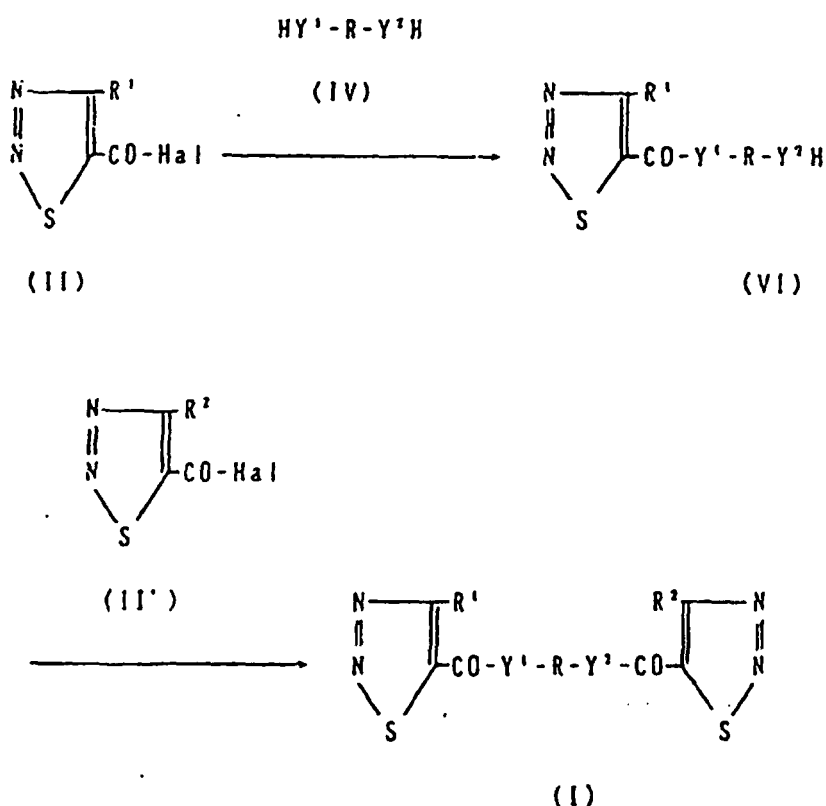 HY¹-R-Y²H
(IV)
N R¹
N CO-Hal
S
(II)
N R¹
N CO-Y¹-R-Y²H
S
(VI)
N R²
N CO-Hal
S
(II')
N R¹ R² N
N CO-Y¹-R-Y²-CO N
S S
(I)